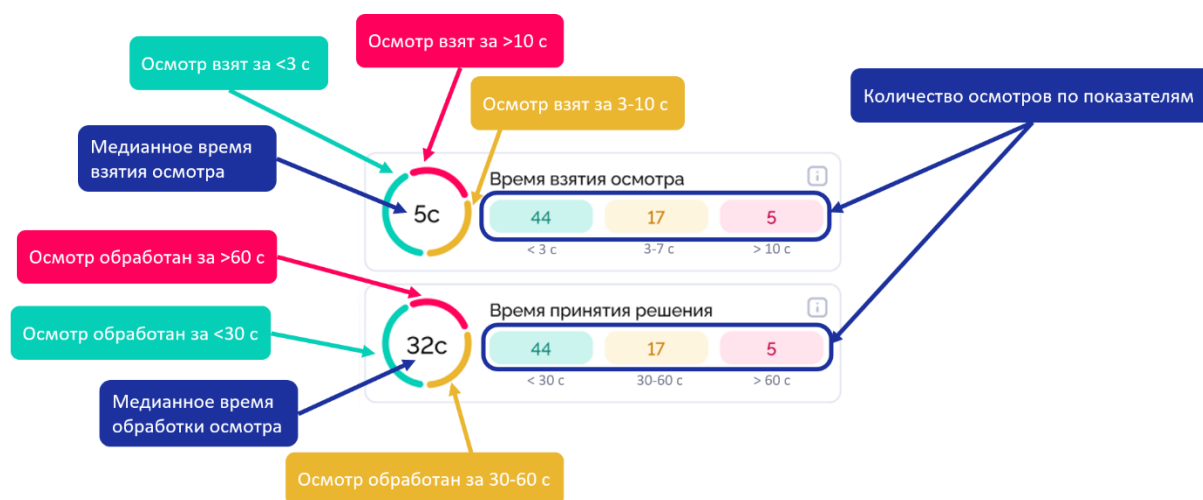 Осмотр взят за >10 с
Осмотр взят за <3 с
Осмотр взят за 3-10 с
Количество осмотров по показателям
Медианное время
взятия осмотра
Время взятия осмотра
i
5с
44
17
5
< 3 с
3-7 с
> 10 с
Осмотр обработан за >60 с
Осмотр обработан за <30 с
Время принятия решения
i
32с
44
17
5
< 30 с
30-60 с
> 60 с
Медианное время
обработки осмотра
Осмотр обработан за 30-60 с